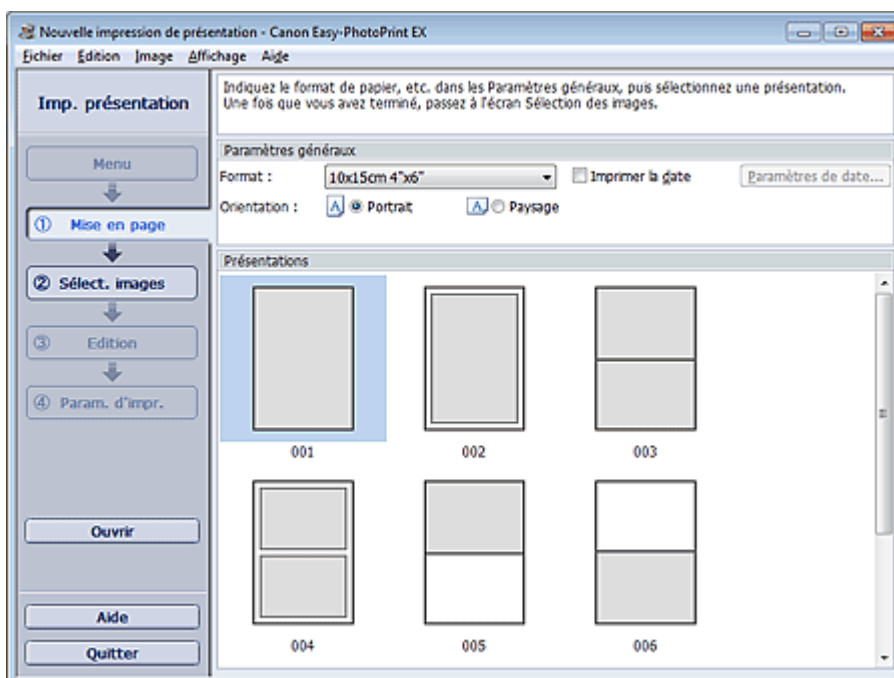 Nouvelle impression de présentation - Canon Easy-PhotoPrint EX
Fichier Edition Image Affichage Aide
Imp. présentation
Indiquez le format de papier, etc. dans les Paramètres généraux, puis sélectionnez une présentation.
Une fois que vous avez terminé, passez à l'écran Sélection des images.
Menu
① Mise en page
② Sélect. images
③ Edition
④ Param. d'impr.
Ouvrir
Aide
Quitter
Paramètres généraux
Format : 10x15cm 4"x6" Imprimer la date Paramètres de date...
Orientation : A Portrait A Paysage
Présentations
001 002 003
004 005 006